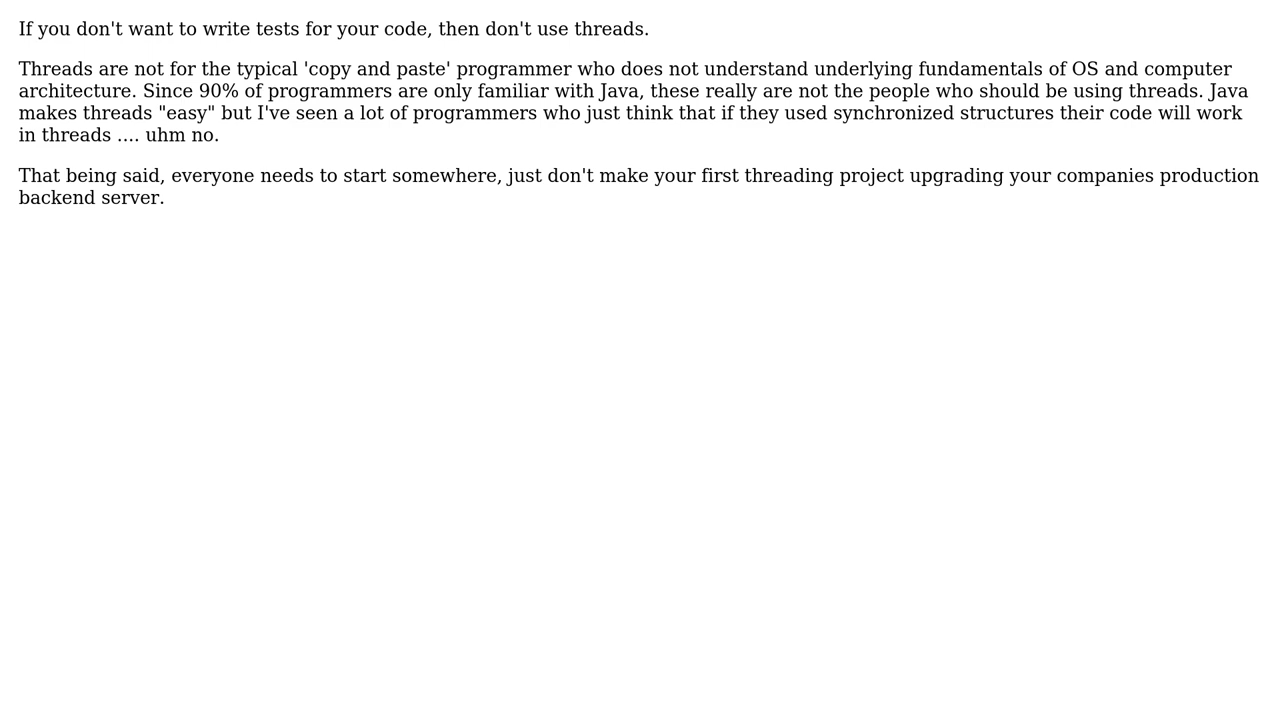 If you don't want to write tests for your code, then don't use threads.
Threads are not for the typical 'copy and paste' programmer who does not understand underlying fundamentals of OS and computer
architecture. Since 90% of programmers are only familiar with Java, these really are not the people who should be using threads. Java
makes threads "easy" but I've seen a lot of programmers who just think that if they used synchronized structures their code will work
in threads .... uhm no.
That being said, everyone needs to start somewhere, just don't make your first threading project upgrading your companies production
backend server.